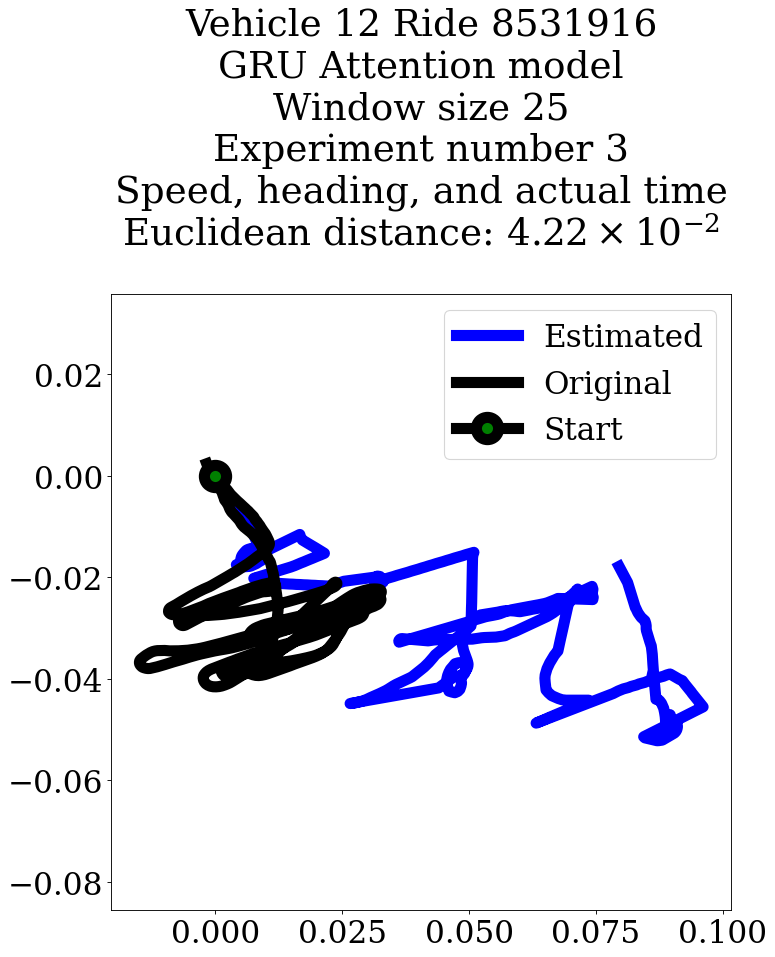 Vehicle 12 Ride 8531916
GRU Attention model
Window size 25
Experiment number 3
Speed, heading, and actual time
Euclidean distance: 4.22 × 10⁻²
Estimated
Original
Start
0.02
0.00
−0.02
−0.04
−0.06
−0.08
0.000 0.025 0.050 0.075 0.100